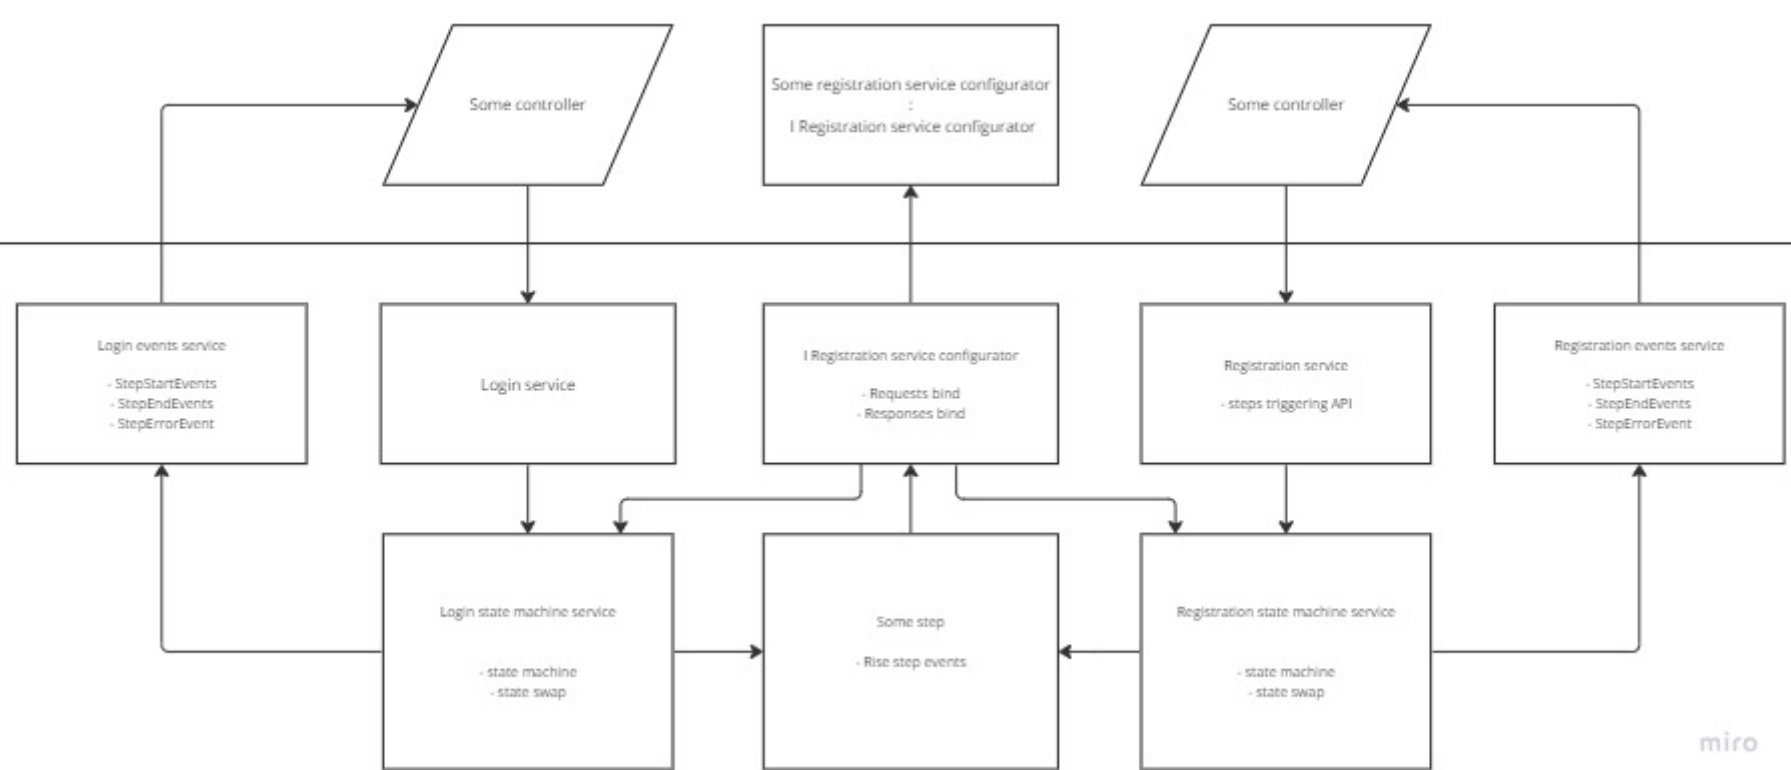 Some controller
Some registration service configurator
:
I Registration service configurator
Some controller
Login events service
- StepStartEvents
- StepEndEvents
- StepErrorEvent
Login service
I Registration service configurator
- Requests bind
- Responses bind
Registration service
- steps triggering API
Registration events service
- StepStartEvents
- StepEndEvents
- StepErrorEvent
Login state machine service
- state machine
- state swap
Some step
- Rise step events
Registration state machine service
- state machine
- state swap
miro